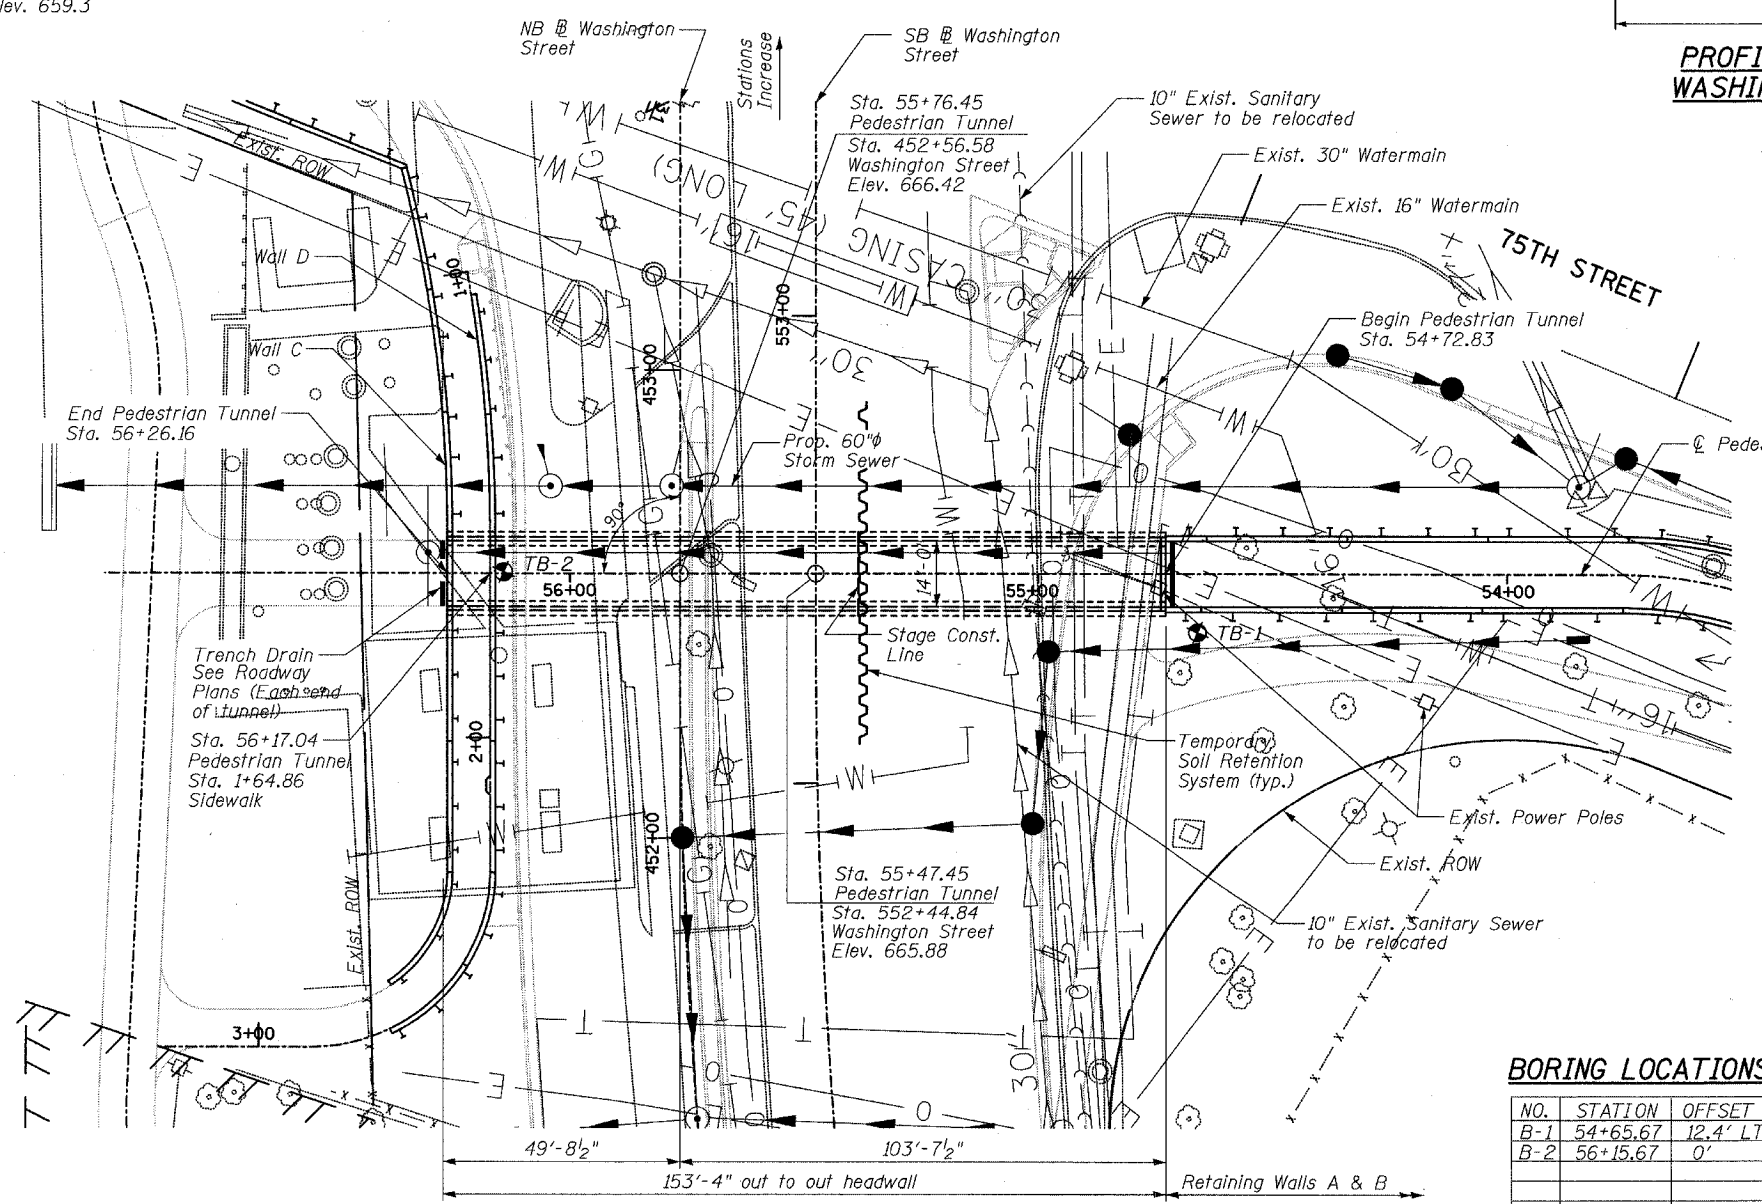 lev. 659.3
NB ℄ Washington
Street
Stations
Increase
SB ℄ Washington
Street
PROFI
WASHI
Sta. 55+76.45
Pedestrian Tunnel
Sta. 452+56.58
Washington Street
Elev. 666.42
10" Exist. Sanitary
Sewer to be relocated
Exist. 30" Watermain
Exist. 16" Watermain
75TH STREET
Exist. ROW
(45' LONG)
16"
CASING
30"
Wall D
1+00
553+00
453+00
Wall C
Begin Pedestrian Tunnel
Sta. 54+72.83
End Pedestrian Tunnel
Sta. 56+26.16
Prop. 60"ϕ
Storm Sewer
℄ Pede
30"
90°
TB-2
56+00
14'-0"
55+00
16"
54+00
TB-1
Stage Const.
Line
Trench Drain
See Roadway
Plans (Each end
of tunnel)
Sta. 56+17.04
Pedestrian Tunnel
Sta. 1+64.86
Sidewalk
2+00
16"
Temporary
Soil Retention
System (typ.)
Exist. Power Poles
452+00
Exist. ROW
Sta. 55+47.45
Pedestrian Tunnel
Sta. 552+44.84
Washington Street
Elev. 665.88
Exist. ROW
10" Exist. Sanitary Sewer
to be relocated
3+00
30"
BORING LOCATIONS
NO. STATION OFFSET
B-1 54+65.67 12.4' LT
B-2 56+15.67 0'
49'-8½"
103'-7½"
153'-4" out to out headwall
Retaining Walls A & B